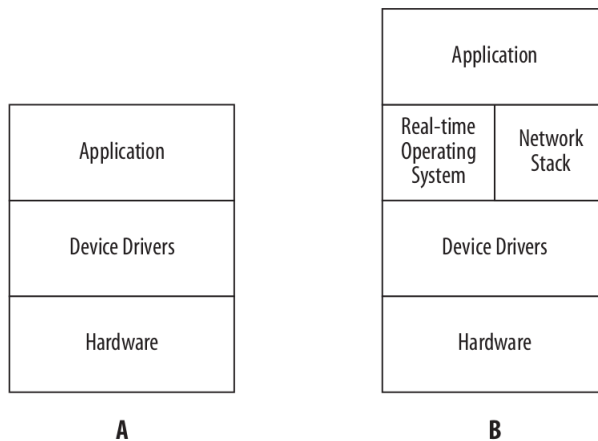 Application
Device Drivers
Hardware
A
Application
Real-time
Operating
System
Network
Stack
Device Drivers
Hardware
B